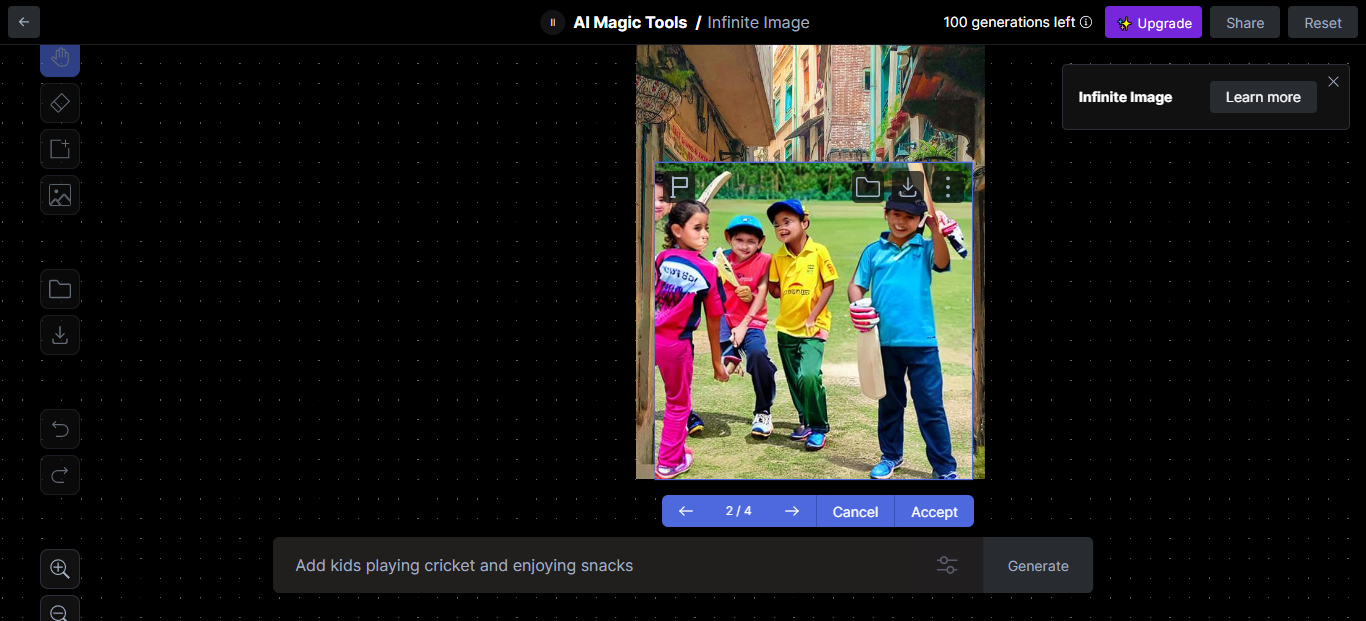 AI Magic Tools / Infinite Image
100 generations left
Upgrade
Share
Reset
Infinite Image
Learn more
2 / 4
Cancel
Accept
Add kids playing cricket and enjoying snacks
Generate